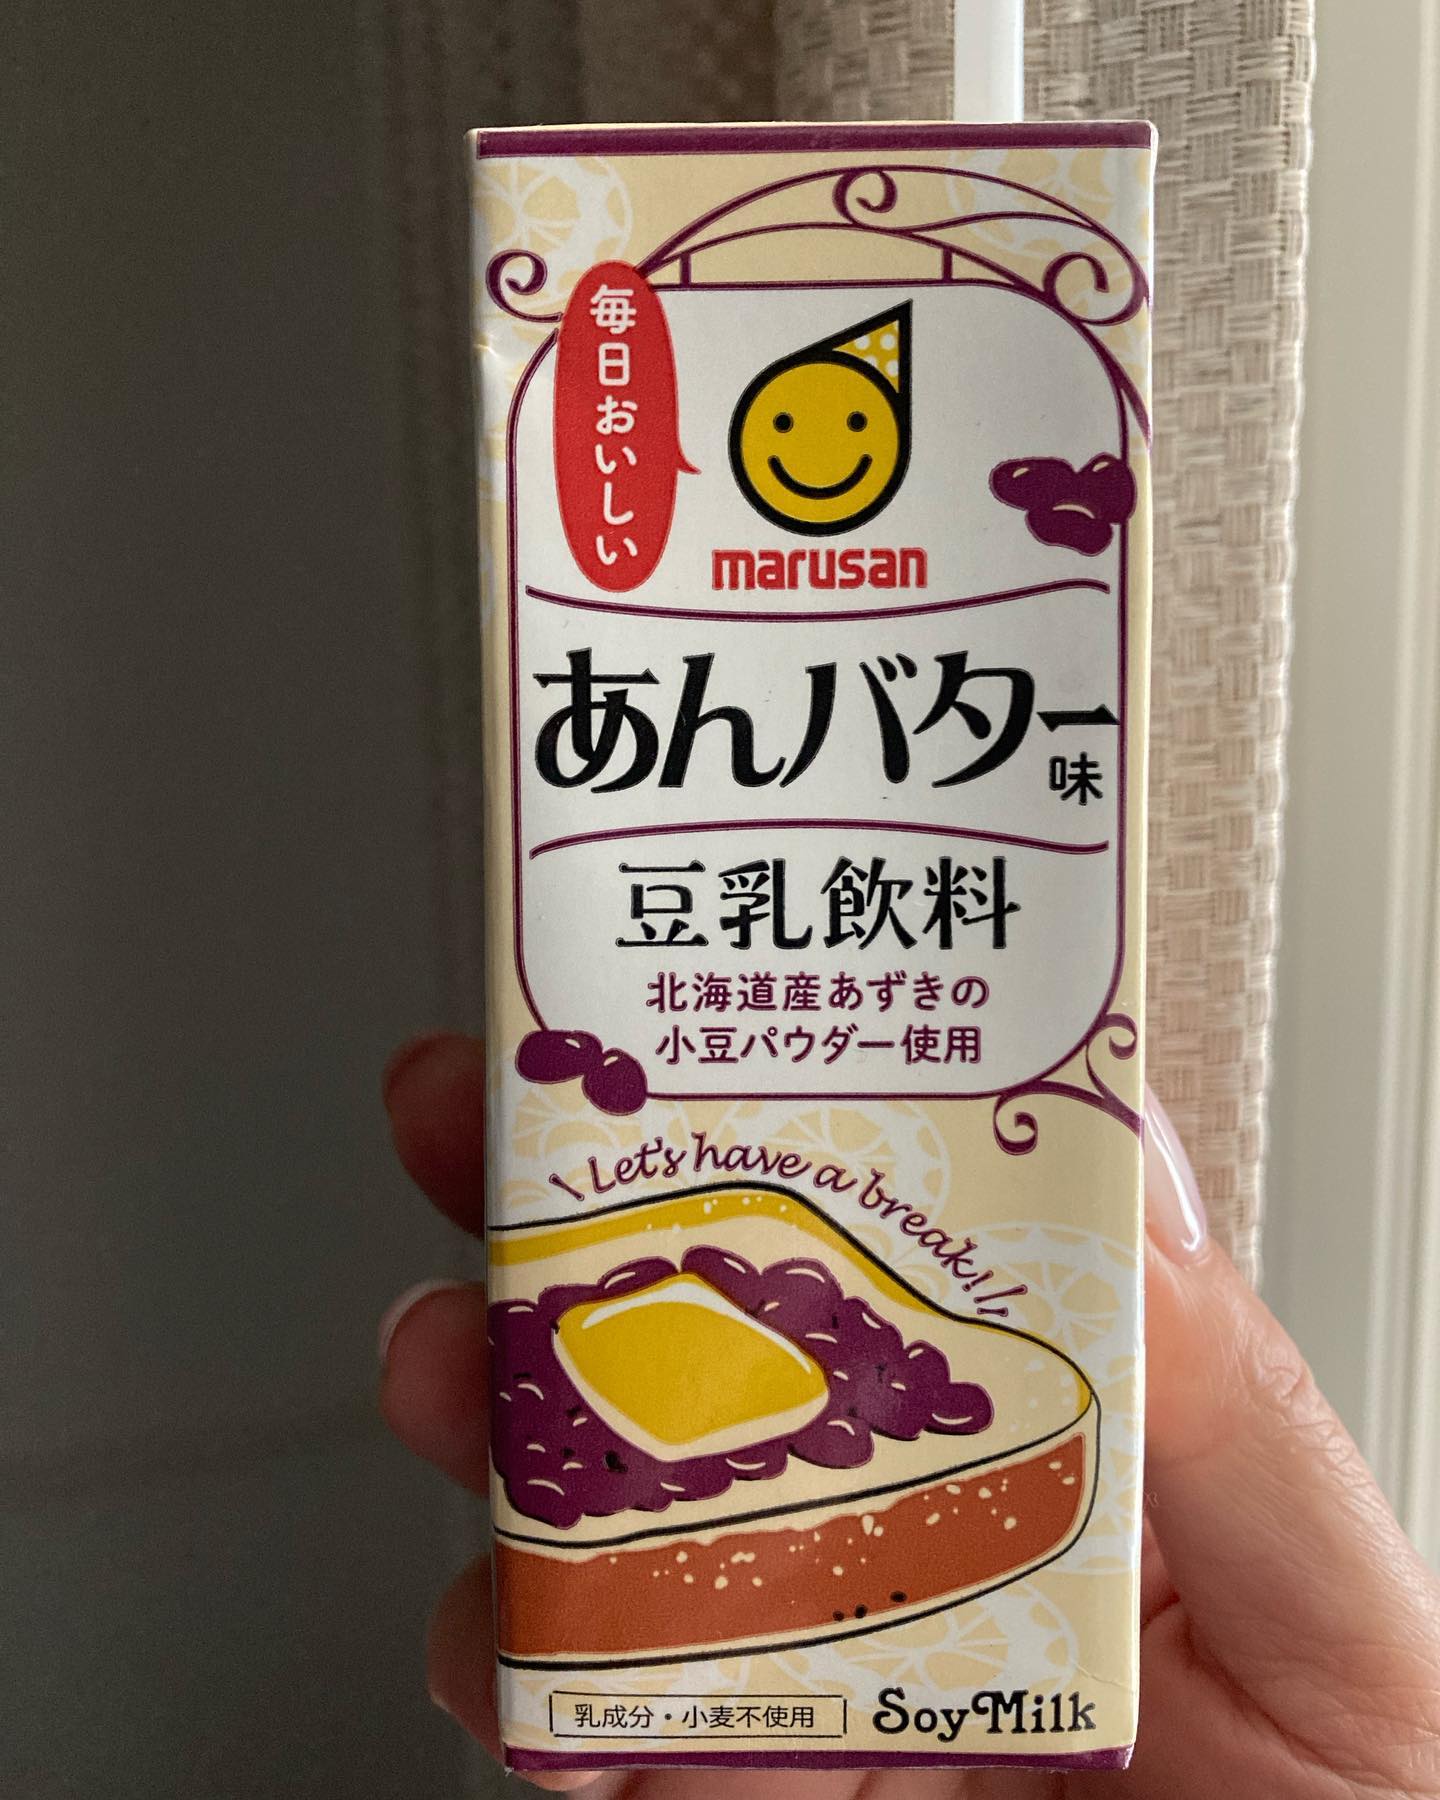 毎日おいしい
marusan
あんバター味
豆乳飲料
北海道産あずきの
小豆パウダー使用
Let's have a break!
乳成分・小麦不使用
Soy Milk